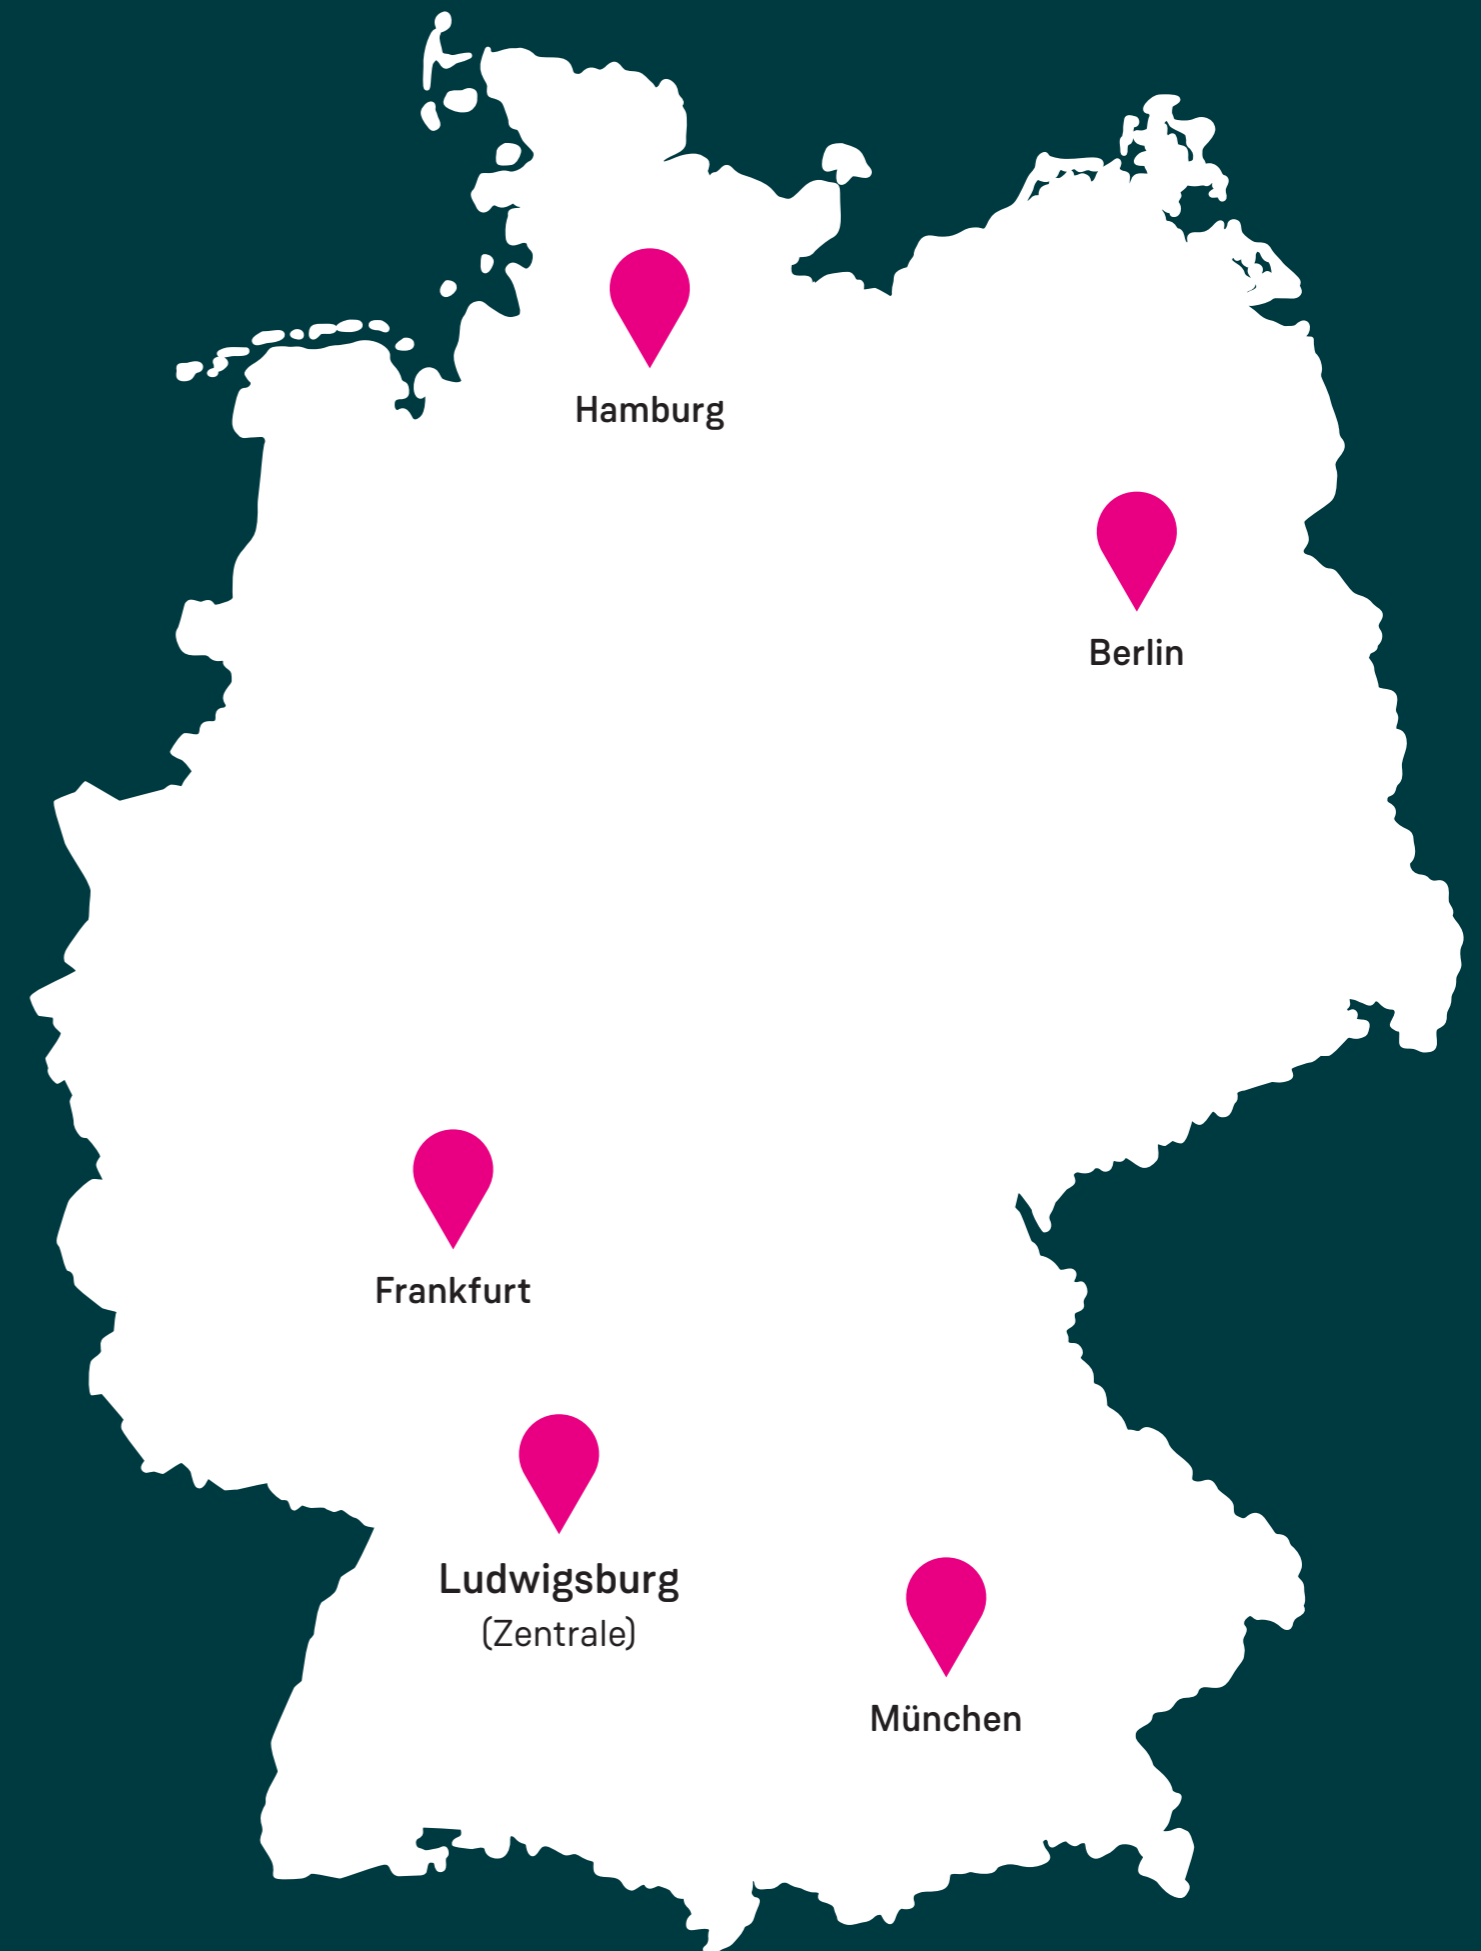 Hamburg
Berlin
Frankfurt
Ludwigsburg
(Zentrale)
München